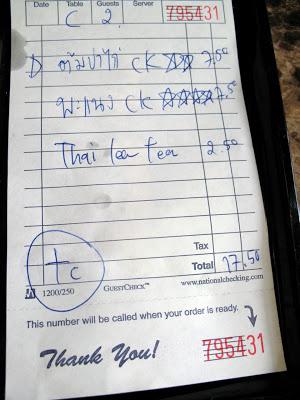 Date Table Guests Server 795431
C 2
D ต้มข่าไก่ CK ☆☆ 7.50
พะแนง CK ☆☆☆☆ 7.50
Thai Ice Tea 2.50
Tax
Total 17.50
+c
1200/250 GUESTCHECK™ www.nationalchecking.com
This number will be called when your order is ready.
Thank You! 795431